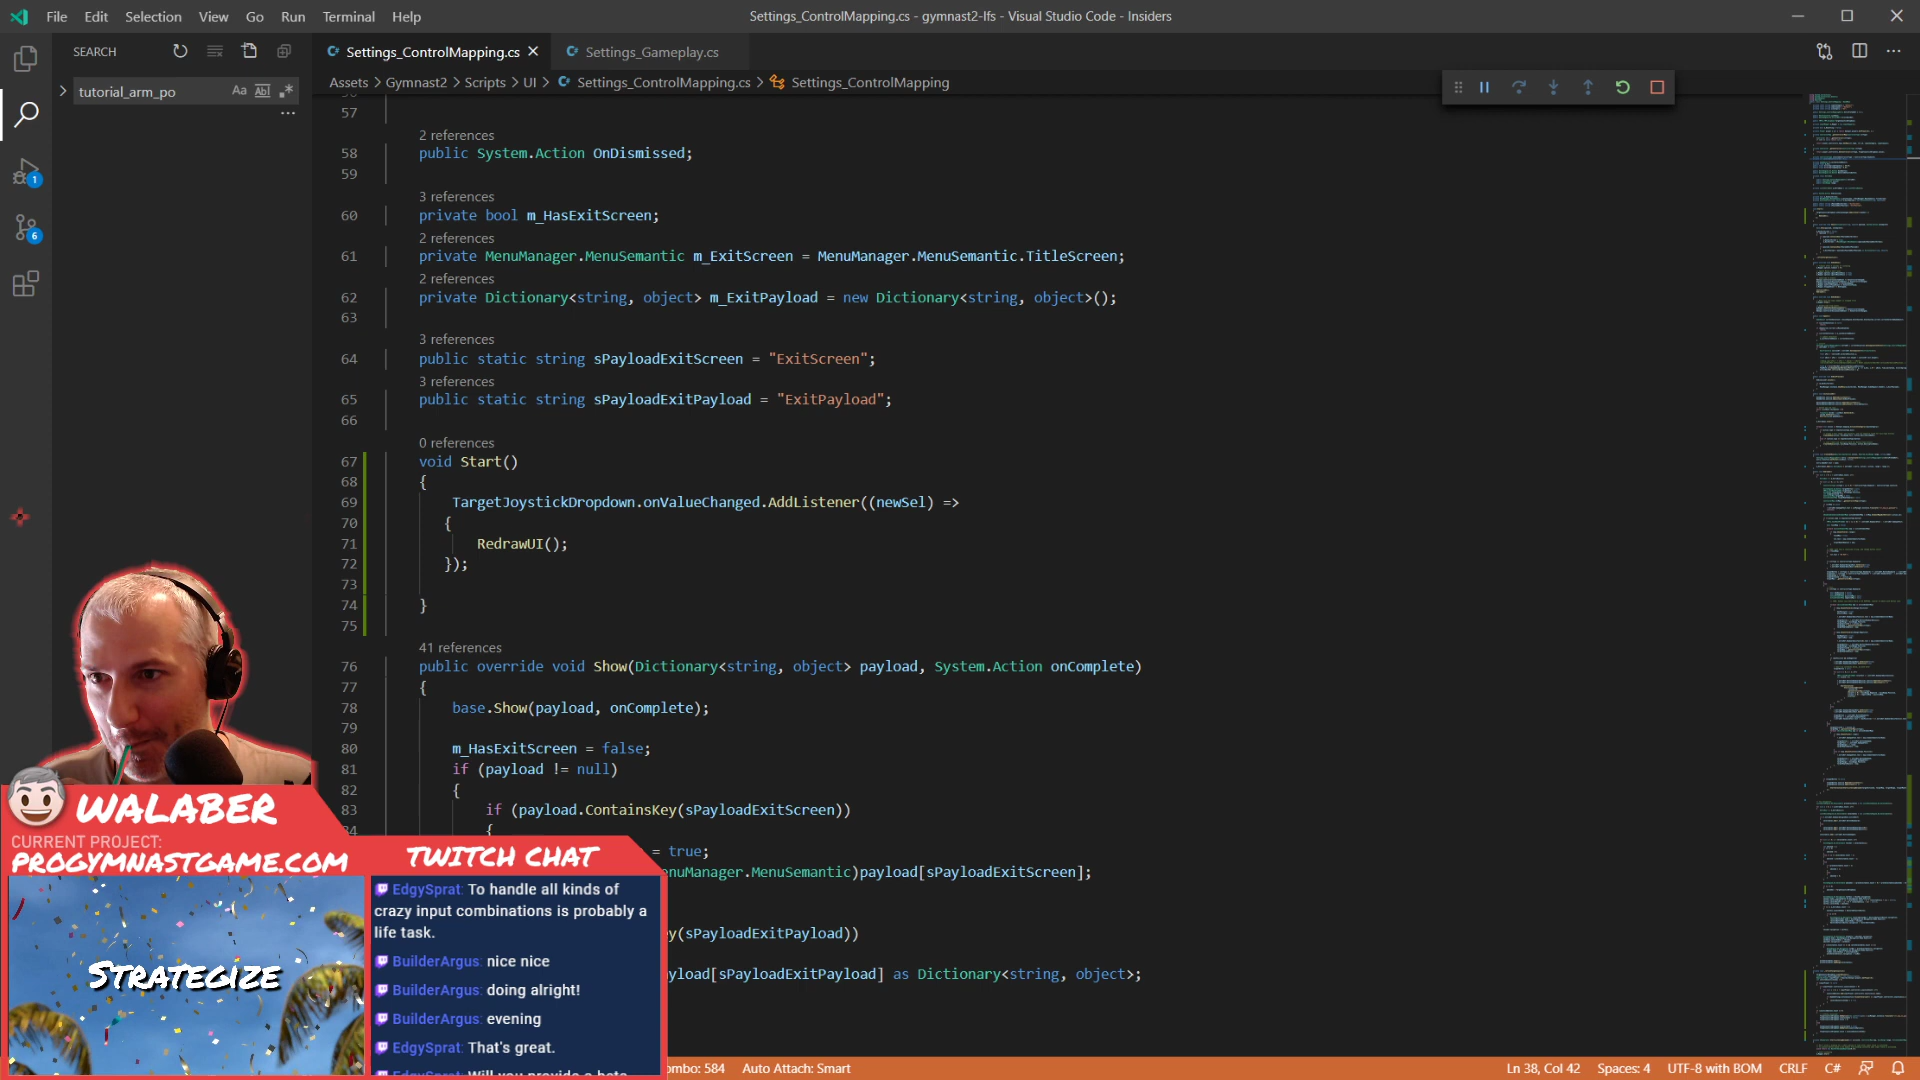 File Edit Selection View Go Run Terminal Help
Settings_ControlMapping.cs - gymnast2-lfs - Visual Studio Code - Insiders
SEARCH
Settings_ControlMapping.cs
Settings_Gameplay.cs
tutorial_arm_po
Assets > Gymnast2 > Scripts > UI > Settings_ControlMapping.cs > Settings_ControlMapping
57
2 references
58 public System.Action OnDismissed;
59
3 references
60 private bool m_HasExitScreen;
2 references
61 private MenuManager.MenuSemantic m_ExitScreen = MenuManager.MenuSemantic.TitleScreen;
2 references
62 private Dictionary<string, object> m_ExitPayload = new Dictionary<string, object>();
63
3 references
64 public static string sPayloadExitScreen = "ExitScreen";
3 references
65 public static string sPayloadExitPayload = "ExitPayload";
66
0 references
67 void Start()
68 {
69 TargetJoystickDropdown.onValueChanged.AddListener((newSel) =>
70 {
71 RedrawUI();
72 });
73
74 }
75
41 references
76 public override void Show(Dictionary<string, object> payload, System.Action onComplete)
77 {
78 base.Show(payload, onComplete);
79
80 m_HasExitScreen = false;
81 if (payload != null)
82 {
83 if (payload.ContainsKey(sPayloadExitScreen))
84 {
= true;
nuManager.MenuSemantic)payload[sPayloadExitScreen];
y(sPayloadExitPayload))
yload[sPayloadExitPayload] as Dictionary<string, object>;
WALABER
CURRENT PROJECT:
PROGYMNASTGAME.COM
STRATEGIZE
TWITCH CHAT
EdgySprat: To handle all kinds of
crazy input combinations is probably a
life task.
BuilderArgus: nice nice
BuilderArgus: doing alright!
BuilderArgus: evening
EdgySprat: That's great.
ombo: 584 Auto Attach: Smart
Ln 38, Col 42 Spaces: 4 UTF-8 with BOM CRLF C#